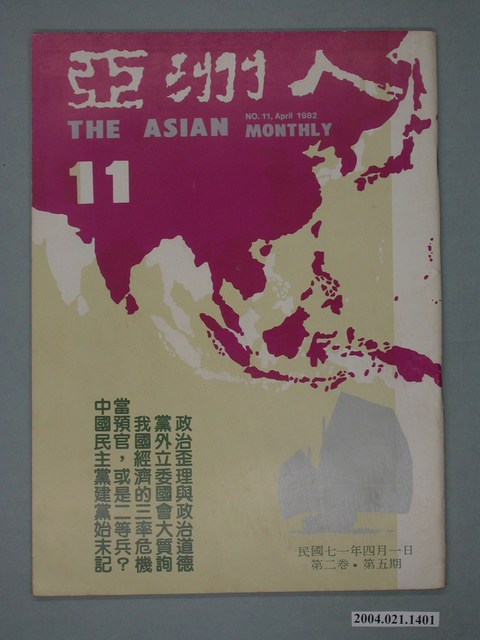 亞洲人
NO. 11, April 1982
THE ASIAN MONTHLY
11
政治歪理與政治道德
黨外立委國會大質詢
我國經濟的三率危機
當預官，或是二等兵？
中國民主黨建黨始末記
民國七一年四月一日
第二卷・第五期
2004.021.1401